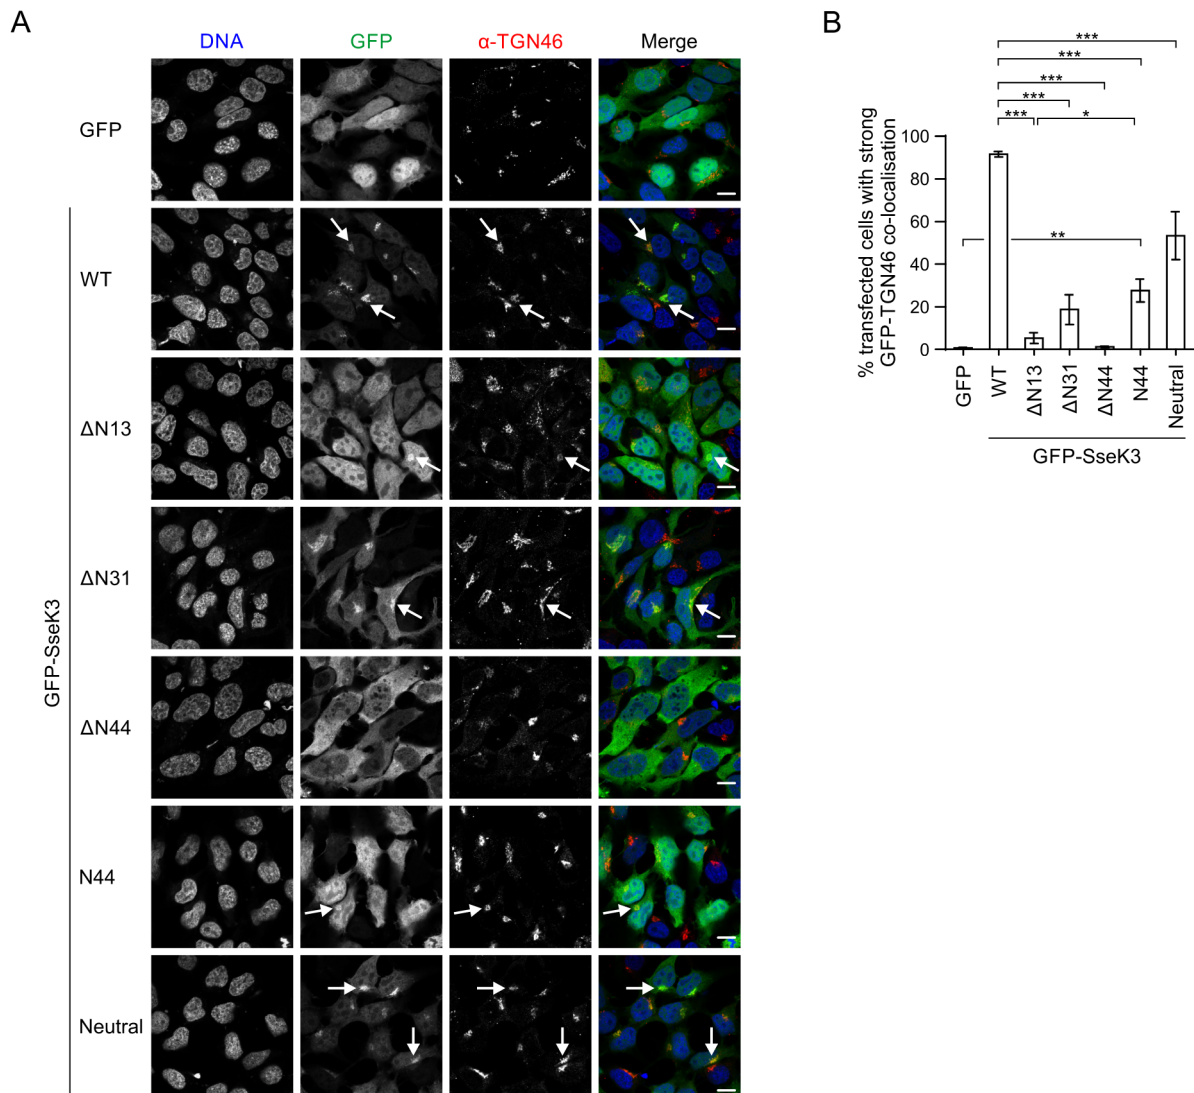 A
DNA
GFP
α-TGN46
Merge
GFP
WT
ΔN13
ΔN31
ΔN44
N44
Neutral
GFP-SseK3
B
***
***
***
***
***
*
**
% transfected cells with strong
GFP-TGN46 co-localisation
100
80
60
40
20
0
GFP
WT
ΔN13
ΔN31
ΔN44
N44
Neutral
GFP-SseK3